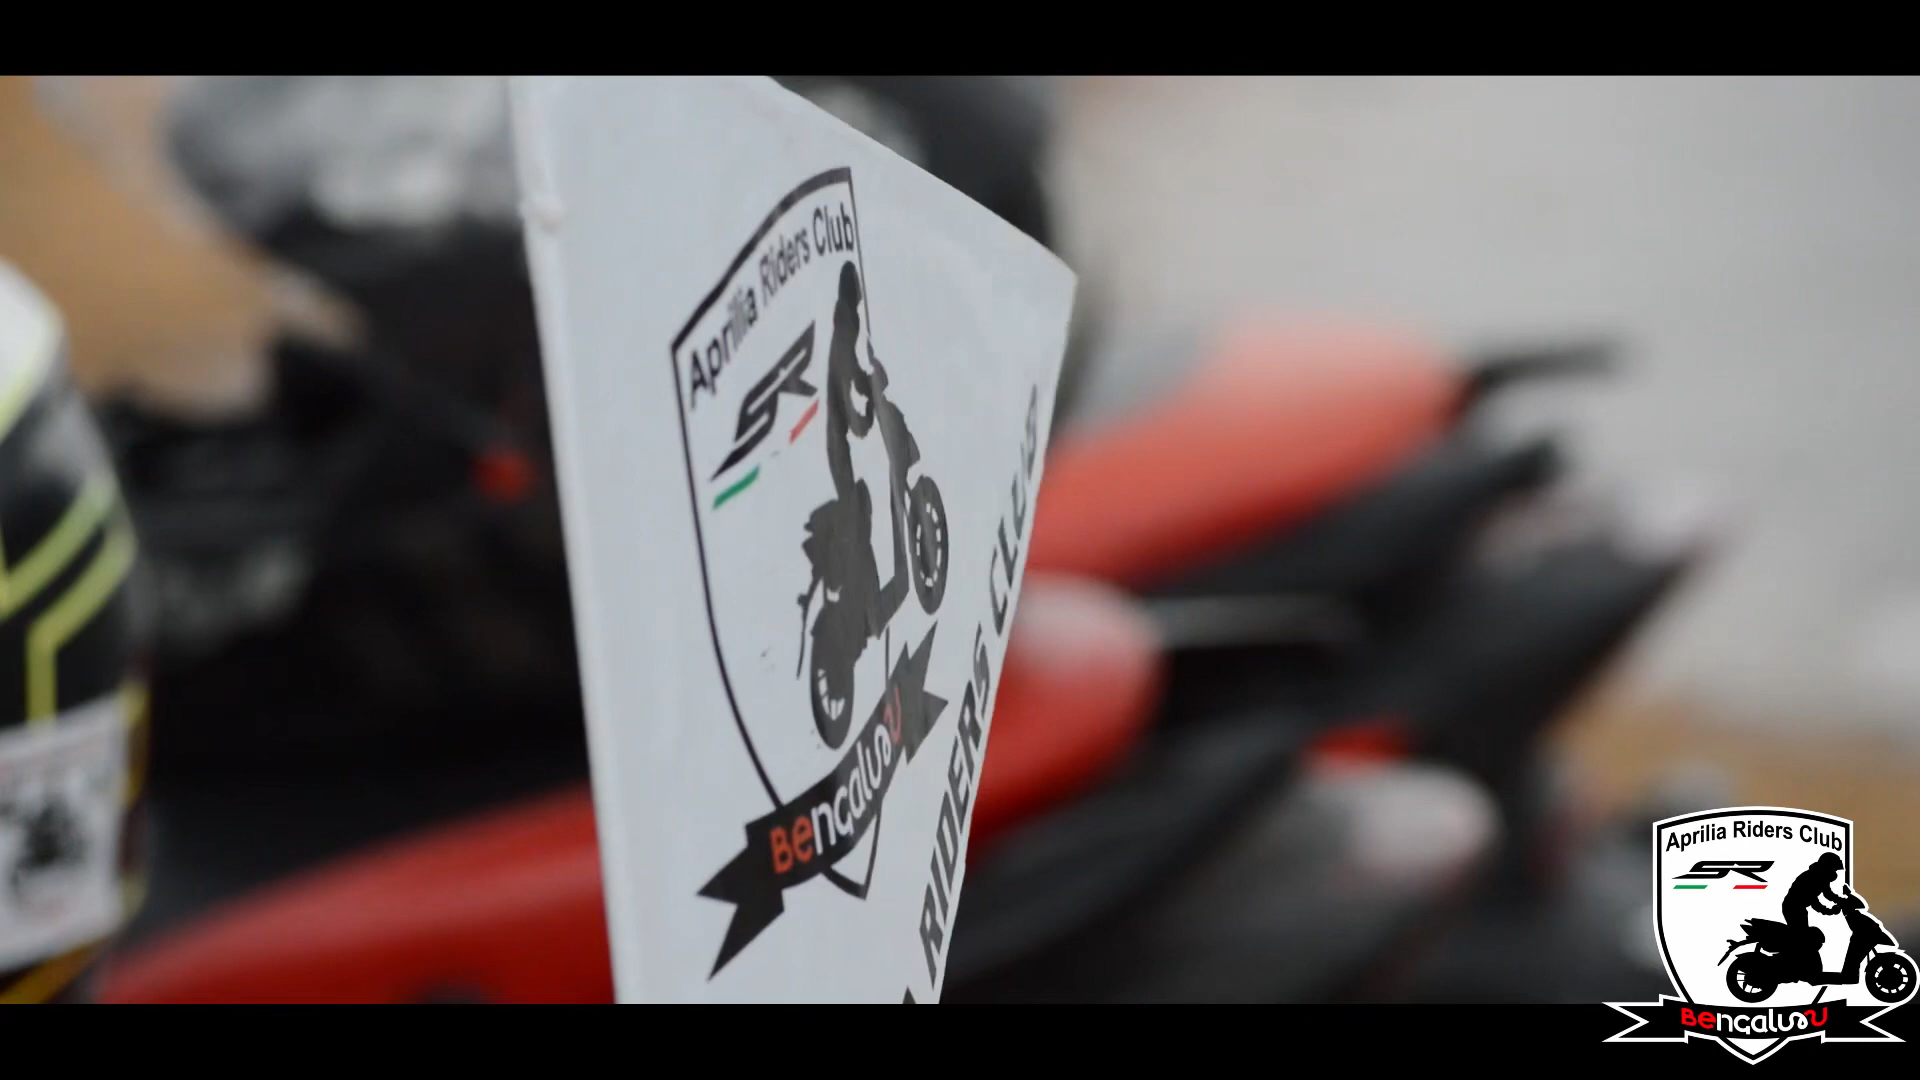 Aprilia Riders Club
SR
Bengaluru
RIDERS CLUB
Aprilia Riders Club
SR
Bengaluru